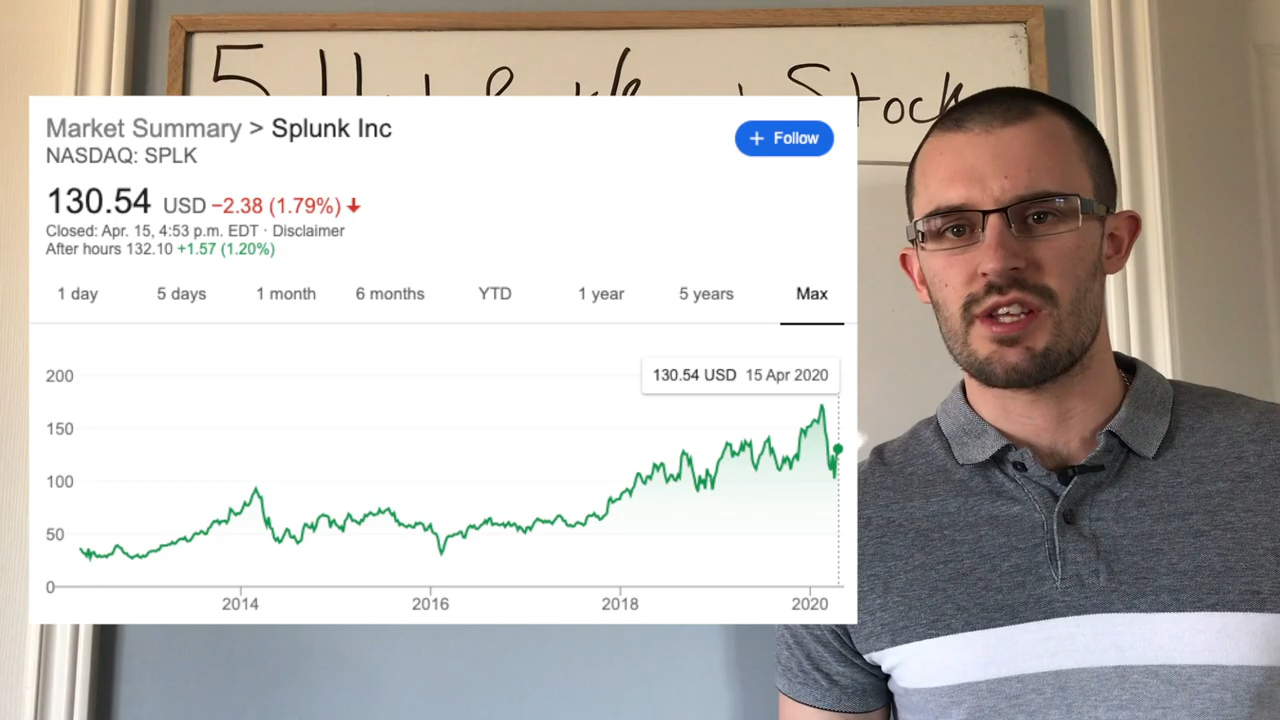 5 Stock
Market Summary > Splunk Inc
+ Follow
NASDAQ: SPLK
130.54 USD −2.38 (1.79%) ↓
Closed: Apr. 15, 4:53 p.m. EDT · Disclaimer
After hours 132.10 +1.57 (1.20%)
1 day 5 days 1 month 6 months YTD 1 year 5 years Max
130.54 USD 15 Apr 2020
200
150
100
50
0
2014 2016 2018 2020